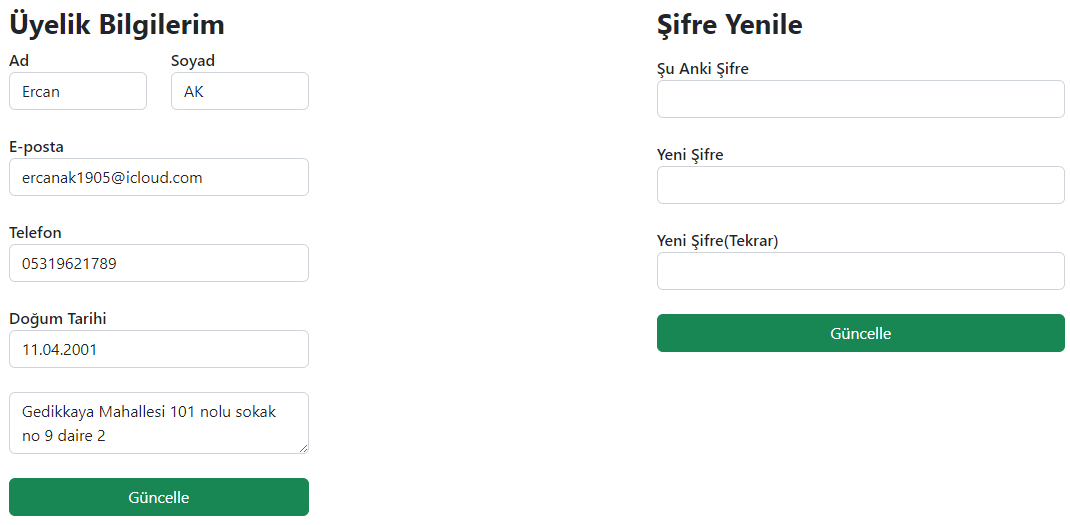 Üyelik Bilgilerim
Ad
Soyad
Ercan
AK
E-posta
ercanak1905@icloud.com
Telefon
05319621789
Doğum Tarihi
11.04.2001
Gedikkaya Mahallesi 101 nolu sokak
no 9 daire 2
Güncelle
Şifre Yenile
Şu Anki Şifre
Yeni Şifre
Yeni Şifre(Tekrar)
Güncelle